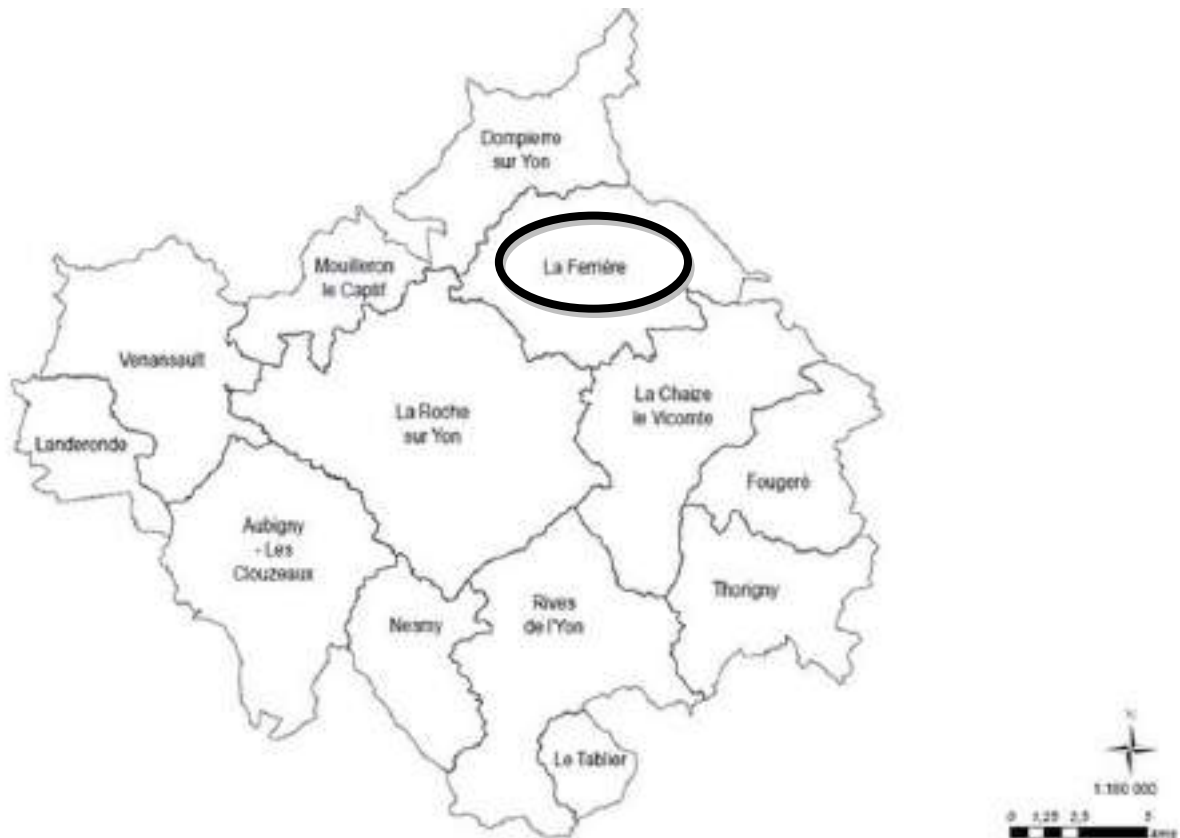 Dompierre
sur Yon
La Ferrière
Mouilleron
le Captif
Venansault
La Chaize
le Vicomte
La Roche
sur Yon
Landeronde
Fougeré
Aubigny
- Les
Clouzeaux
Thorigny
Rives
de l'Yon
Nesmy
Le Tablier
N
1:180 000
0 1,25 2,5 5